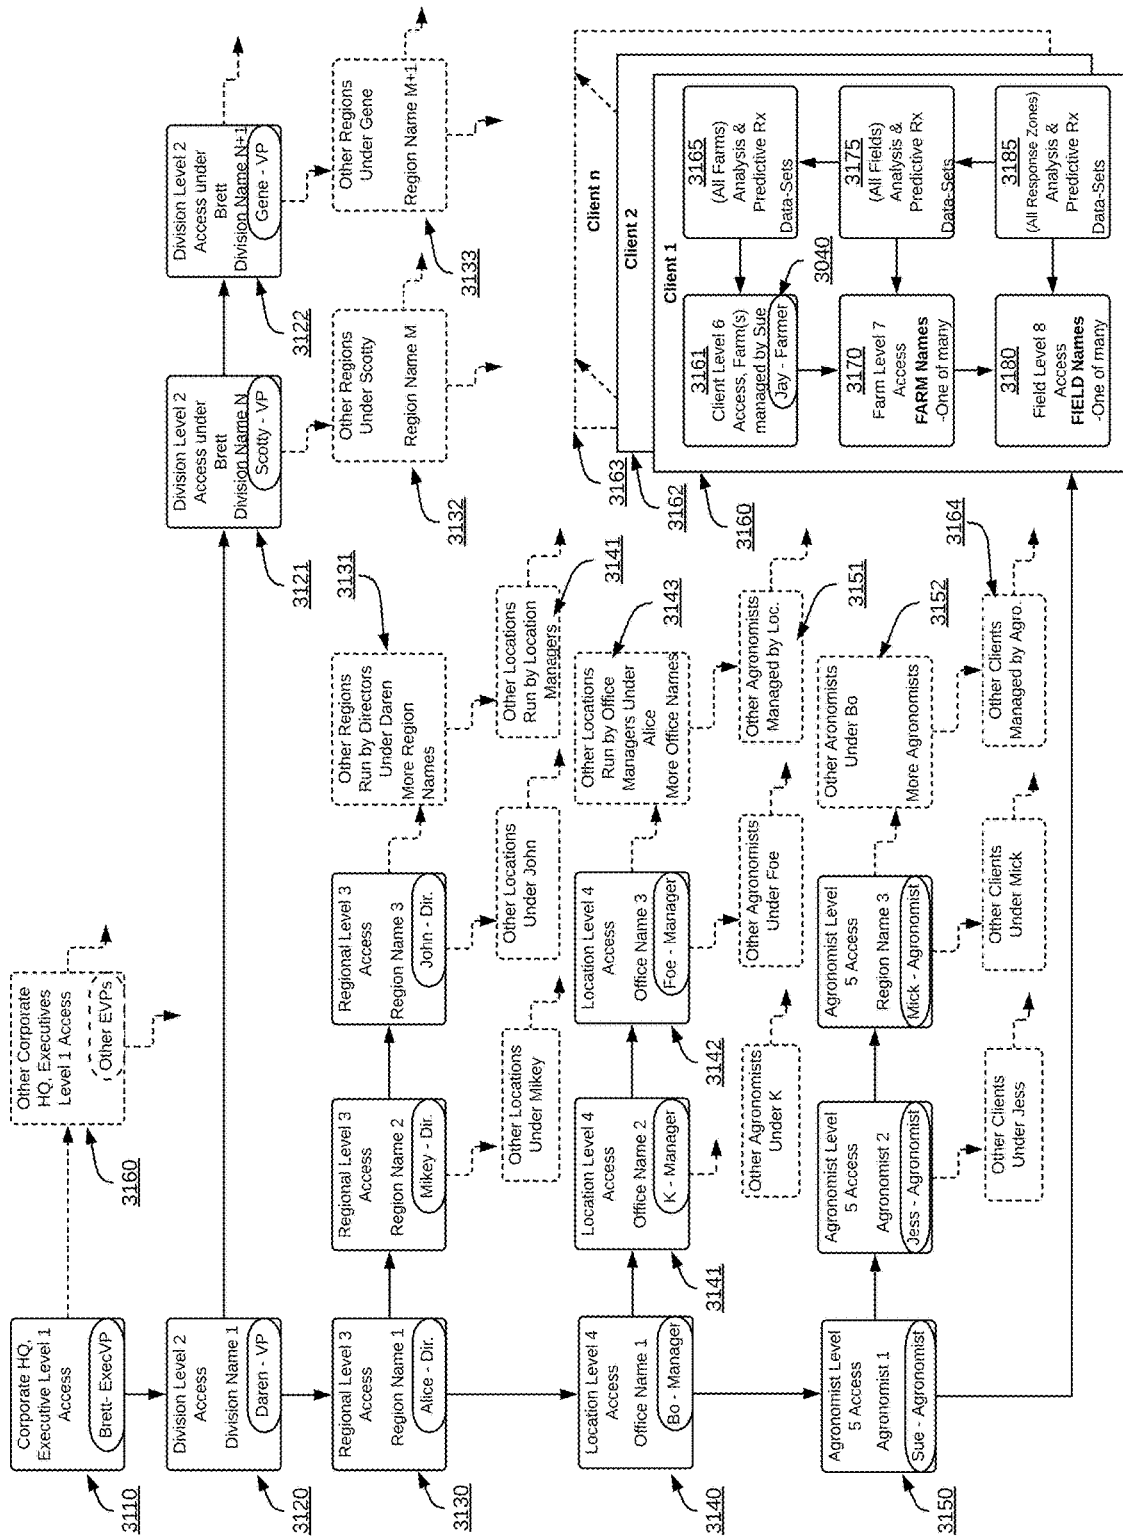 Corporate HQ,
Executive Level 1
Access
Brett- ExecVP
3110
Other Corporate
HQ, Executives
Level 1 Access
Other EVPs
3160
Division Level 2
Access
Division Name 1
Daren - VP
3120
Division Level 2
Access under
Brett
Division Name N
Scotty - VP
3121
Division Level 2
Access under
Brett
Division Name N+1
Gene - VP
3122
Regional Level 3
Access
Region Name 1
Alice - Dir.
3130
Regional Level 3
Access
Region Name 2
Mikey - Dir.
Regional Level 3
Access
Region Name 3
John - Dir.
Other Regions
Run by Directors
Under Daren
More Region
Names
3131
Other Regions
Under Scotty
Region Name M
3132
Other Regions
Under Gene
Region Name M+1
3133
Other Locations
Under Mikey
Other Locations
Under John
Other Locations
Run by Location
Managers
3141
Location Level 4
Access
Office Name 1
Bo - Manager
3140
Location Level 4
Access
Office Name 2
K - Manager
3141
Location Level 4
Access
Office Name 3
Foe - Manager
3142
Other Locations
Run by Office
Managers Under
Alice
More Office Names
3143
Other Agronomists
Under K
Other Agronomists
Under Foe
Other Agronomists
Managed by Loc.
3151
Agronomist Level
5 Access
Agronomist 1
Sue - Agronomist
3150
Agronomist Level
5 Access
Agronomist 2
Jess - Agronomist
Agronomist Level
5 Access
Region Name 3
Mick - Agronomist
Other Aronomists
Under Bo
More Agronomists
3152
Other Clients
Under Jess
Other Clients
Under Mick
Other Clients
Managed by Agro.
3164
Client n
3163
Client 2
3162
Client 1
3160
3161
Client Level 6
Access, Farm(s)
managed by Sue
Jay - Farmer
3040
3165
(All Farms)
Analysis &
Predictive Rx
Data-Sets
3170
Farm Level 7
Access
FARM Names
-One of many
3175
(All Fields)
Analysis &
Predictive Rx
Data-Sets
3180
Field Level 8
Access
FIELD Names
-One of many
3185
(All Response Zones)
Analysis &
Predictive Rx
Data-Sets